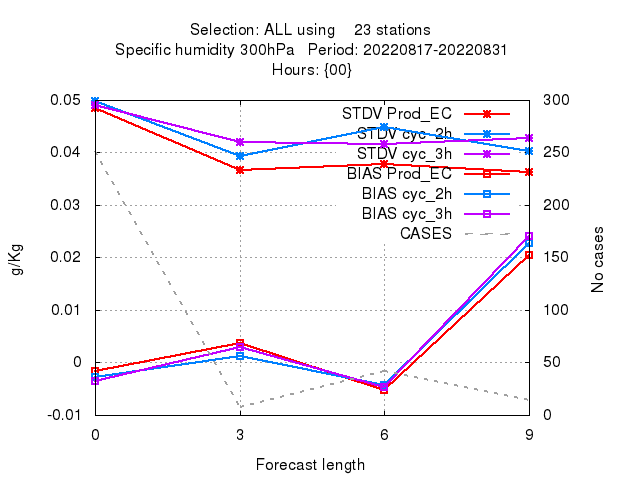 Selection: ALL using 23 stations
Specific humidity 300hPa Period: 20220817-20220831
Hours: {00}
0.05
0.04
0.03
0.02
0.01
0
-0.01
g/Kg
STDV Prod_EC
STDV cyc_2h
STDV cyc_3h
BIAS Prod_EC
BIAS cyc_2h
BIAS cyc_3h
CASES
300
250
200
150
100
50
0
No cases
0 3 6 9
Forecast length